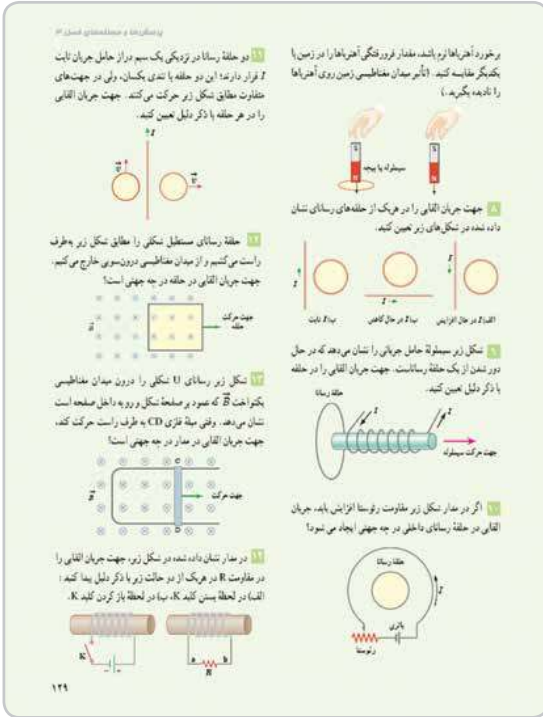 پرسش‌ها و مسئله‌های فصل ۳
برخورد آهنرباها نرم باشد، مقدار فرورفتگی آهنرباها را در زمین با
یکدیگر مقایسه کنید. (تأثیر میدان مغناطیسی زمین روی آهنرباها
را نادیده بگیرید.)
S
N
S
N
سیملوله یا پیچه
۸ جهت جریان القایی را در هریک از حلقه‌های رسانای نشان
داده شده در شکل‌های زیر تعیین کنید.
I
I
I
الف) I در حال افزایش
ب) I در حال کاهش
پ) I ثابت
۹ شکل زیر سیملولهٔ حامل جریانی را نشان می‌دهد که در حال
دور شدن از یک حلقهٔ رساناست. جهت جریان القایی را در حلقه
با ذکر دلیل تعیین کنید.
حلقهٔ رسانا
I
I
جهت حرکت سیملوله
۱۰ اگر در مدار شکل زیر مقاومت رئوستا افزایش یابد، جریان
القایی در حلقهٔ رسانای داخلی در چه جهتی ایجاد می شود؟
حلقهٔ رسانا
I
باتری
رئوستا
۱۱ دو حلقهٔ رسانا در نزدیکی یک سیم دراز حامل جریان ثابت
I قرار دارند؛ این دو حلقه با تندی یکسان، ولی در جهت‌های
متفاوت مطابق شکل زیر حرکت می‌کنند. جهت جریان القایی
را در هر حلقه با ذکر دلیل تعیین کنید.
I
۱۲ حلقهٔ رسانای مستطیل شکلی را مطابق شکل زیر به‌طرف
راست می‌کشیم و از میدان مغناطیسی درون‌سویی خارج می‌کنیم.
جهت جریان القایی در حلقه در چه جهتی است؟
جهت حرکت
حلقه
۱۳ شکل زیر رسانای U شکلی را درون میدان مغناطیسی
یکنواخت B که عمود بر صفحهٔ شکل و رو به داخل صفحه است
نشان می‌دهد. وقتی میلهٔ فلزی CD به طرف راست حرکت کند،
جهت جریان القایی در مدار در چه جهتی است؟
C
B
جهت حرکت
D
۱۴ در مدار نشان داده شده در شکل زیر، جهت جریان القایی را
در مقاومت R در هریک از دو حالت زیر با ذکر دلیل پیدا کنید :
الف) در لحظهٔ بستن کلید K، ب) در لحظهٔ باز کردن کلید K.
K
a
b
R
۱۲۹